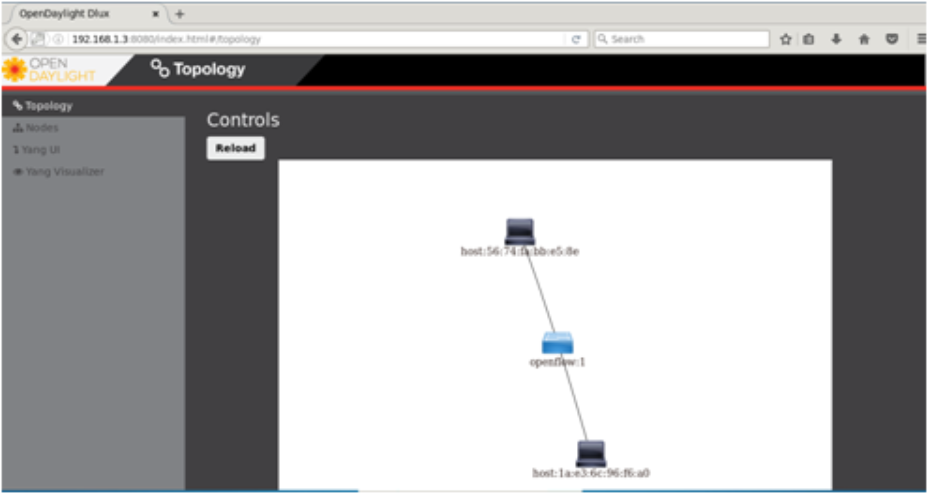 OpenDaylight Dlux
192.168.1.3:8080/index.html#/topology
Search
OPEN
DAYLIGHT
Topology
Topology
Nodes
Yang UI
Yang Visualizer
Controls
Reload
host:56:74:fa:bb:e5:8e
openflow:1
host:1a:e3:6c:96:f6:a0